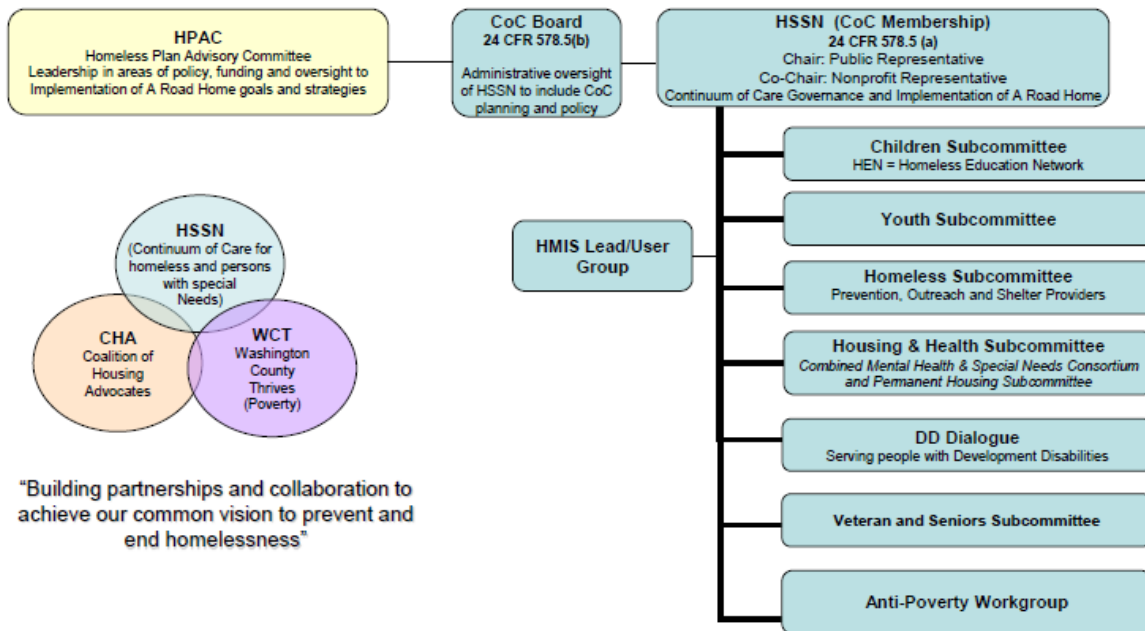 HPAC
Homeless Plan Advisory Committee
Leadership in areas of policy, funding and oversight to
Implementation of A Road Home goals and strategies
CoC Board
24 CFR 578.5(b)
Administrative oversight
of HSSN to include CoC
planning and policy
HSSN (CoC Membership)
24 CFR 578.5 (a)
Chair: Public Representative
Co-Chair: Nonprofit Representative
Continuum of Care Governance and Implementation of A Road Home
Children Subcommittee
HEN = Homeless Education Network
Youth Subcommittee
HMIS Lead/User
Group
Homeless Subcommittee
Prevention, Outreach and Shelter Providers
Housing & Health Subcommittee
Combined Mental Health & Special Needs Consortium
and Permanent Housing Subcommittee
DD Dialogue
Serving people with Development Disabilities
Veteran and Seniors Subcommittee
Anti-Poverty Workgroup
HSSN
(Continuum of Care for
homeless and persons
with special
Needs)
CHA
Coalition of
Housing
Advocates
WCT
Washington
County
Thrives
(Poverty)
“Building partnerships and collaboration to
achieve our common vision to prevent and
end homelessness”